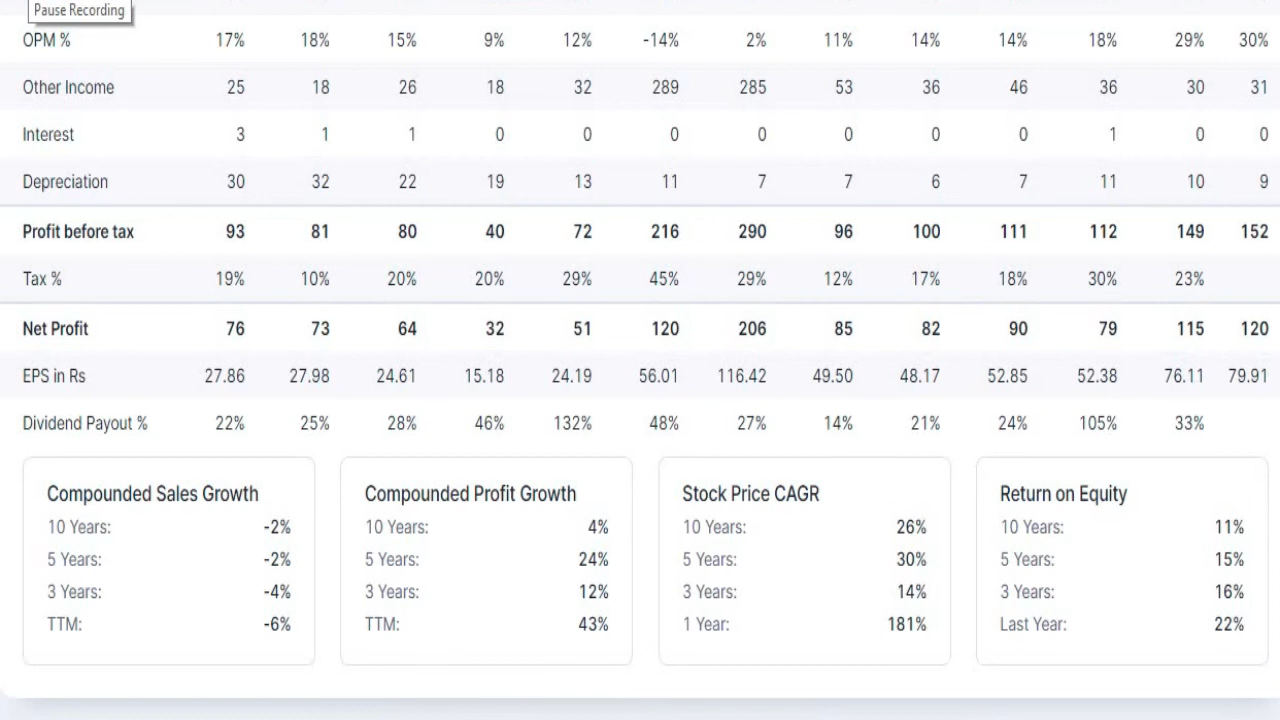 Pause Recording
OPM % 17% 18% 15% 9% 12% -14% 2% 11% 14% 14% 18% 29% 30%
Other Income 25 18 26 18 32 289 285 53 36 46 36 30 31
Interest 3 1 1 0 0 0 0 0 0 0 1 0 0
Depreciation 30 32 22 19 13 11 7 7 6 7 11 10 9
Profit before tax 93 81 80 40 72 216 290 96 100 111 112 149 152
Tax % 19% 10% 20% 20% 29% 45% 29% 12% 17% 18% 30% 23%
Net Profit 76 73 64 32 51 120 206 85 82 90 79 115 120
EPS in Rs 27.86 27.98 24.61 15.18 24.19 56.01 116.42 49.50 48.17 52.85 52.38 76.11 79.91
Dividend Payout % 22% 25% 28% 46% 132% 48% 27% 14% 21% 24% 105% 33%
Compounded Sales Growth
10 Years: -2%
5 Years: -2%
3 Years: -4%
TTM: -6%
Compounded Profit Growth
10 Years: 4%
5 Years: 24%
3 Years: 12%
TTM: 43%
Stock Price CAGR
10 Years: 26%
5 Years: 30%
3 Years: 14%
1 Year: 181%
Return on Equity
10 Years: 11%
5 Years: 15%
3 Years: 16%
Last Year: 22%